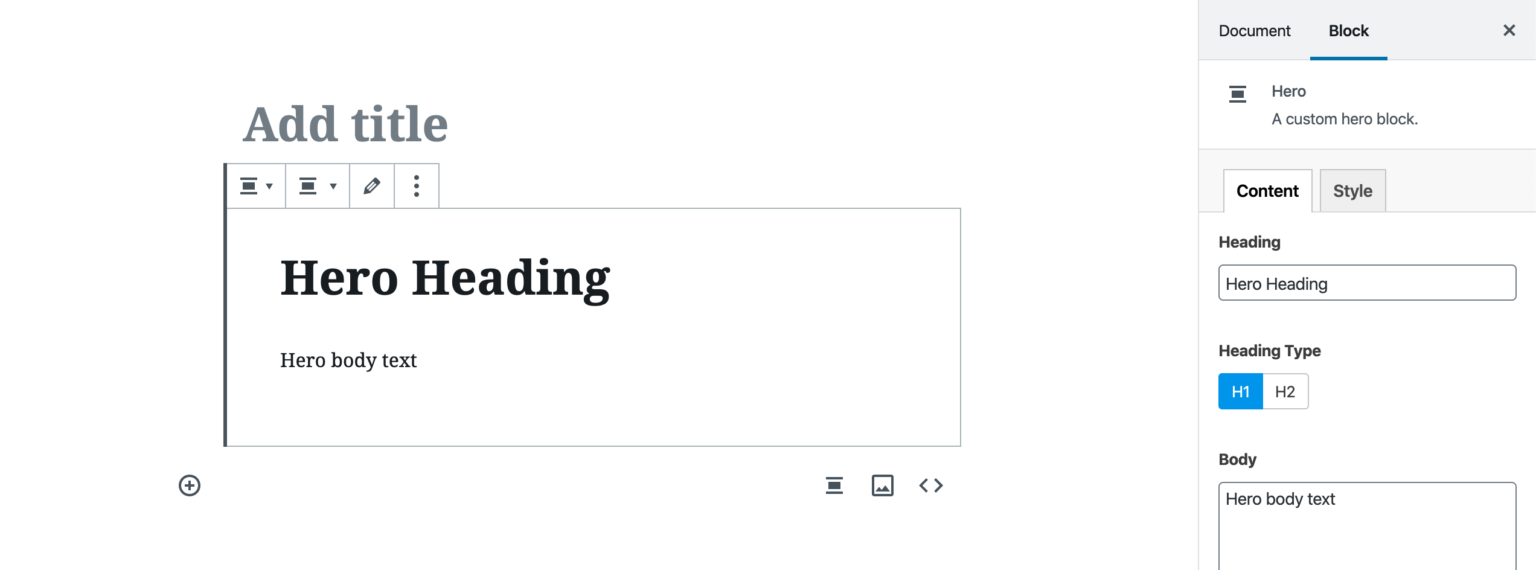 Document Block
Hero
A custom hero block.
Add title
Content Style
Hero Heading
Hero body text
Heading
Hero Heading
Heading Type
H1 H2
Body
Hero body text